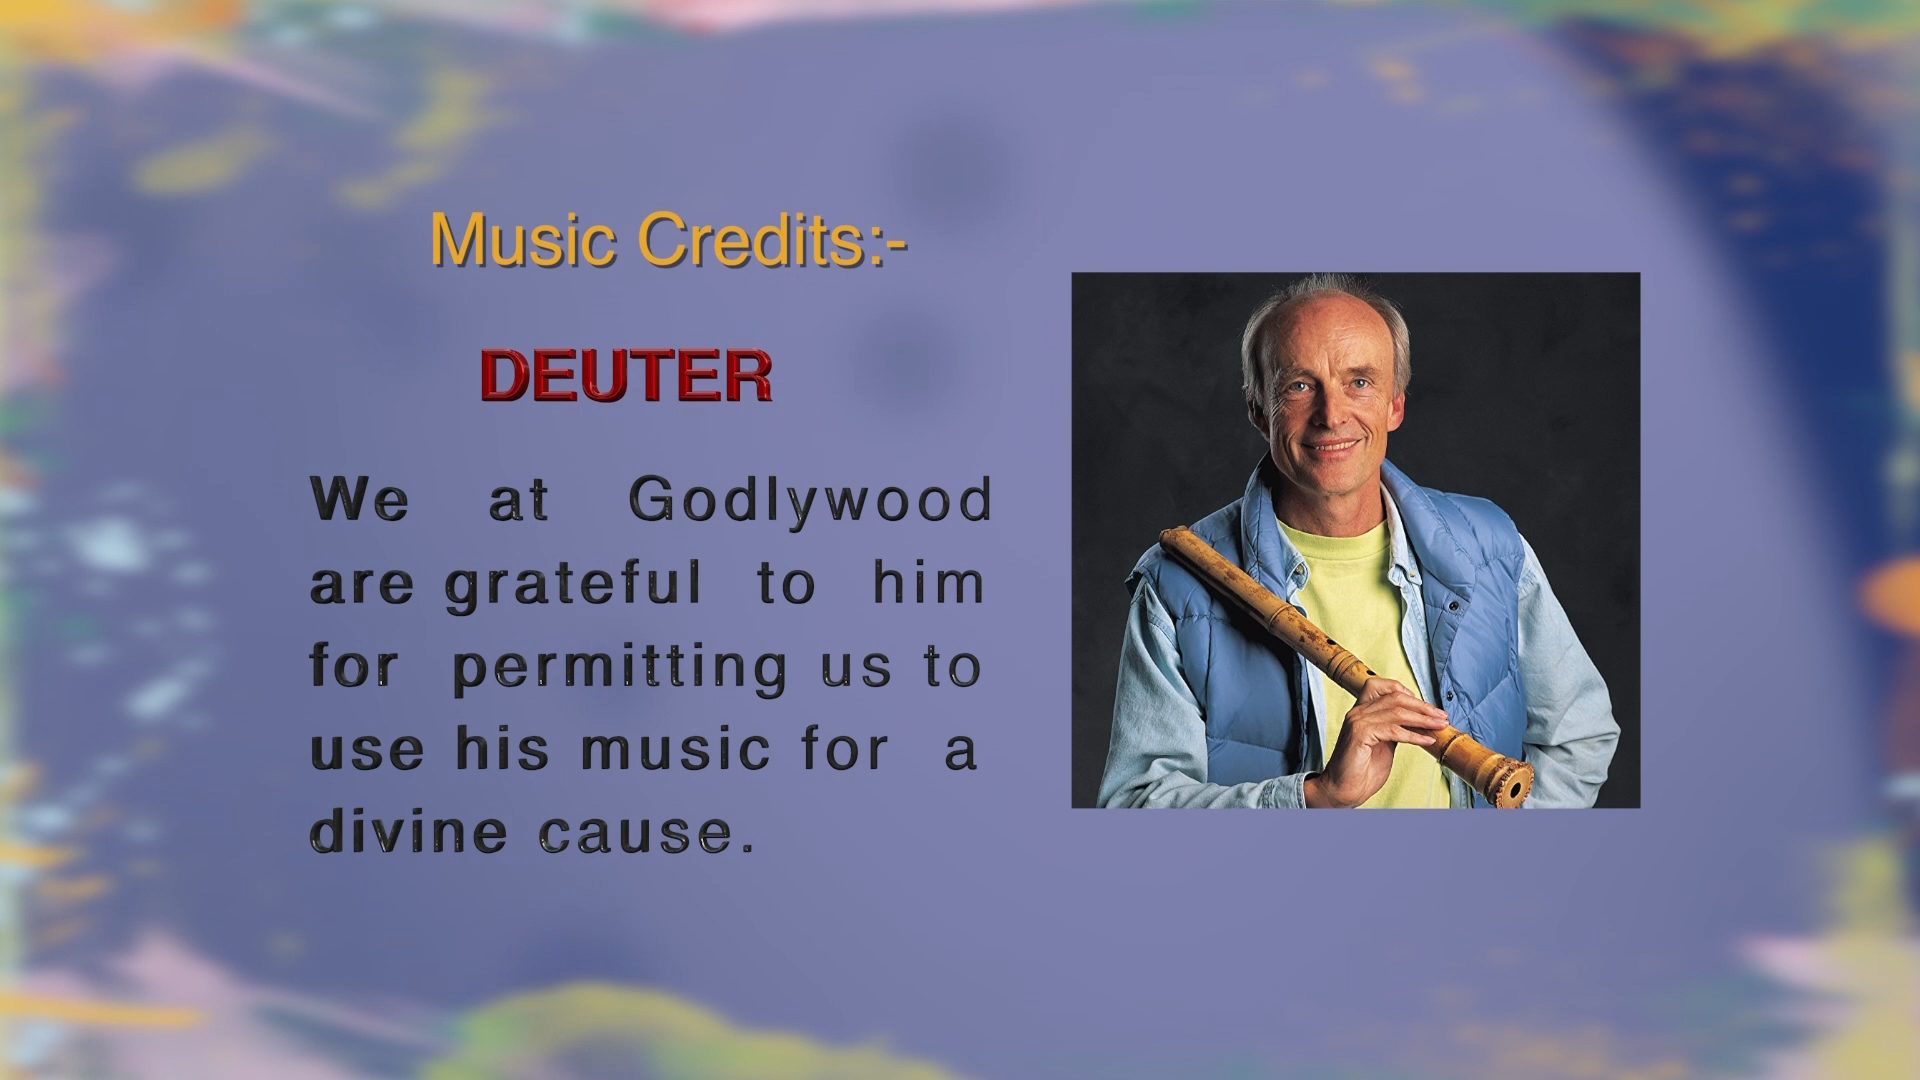 Music Credits:-
DEUTER
We at Godlywood
are grateful to him
for permitting us to
use his music for a
divine cause.